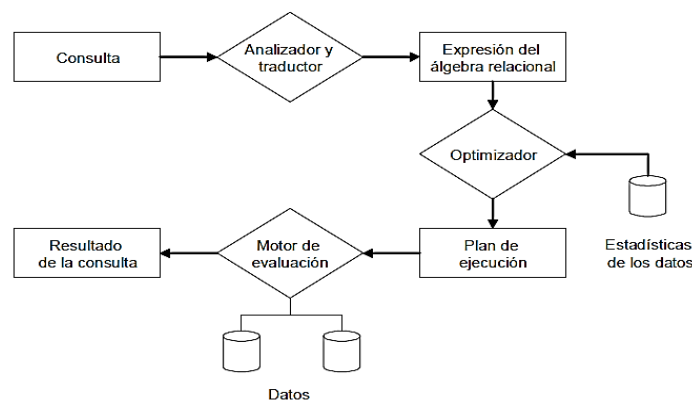 Consulta
Analizador y
traductor
Expresión del
álgebra relacional
Optimizador
Estadísticas
de los datos
Resultado
de la consulta
Motor de
evaluación
Plan de
ejecución
Datos